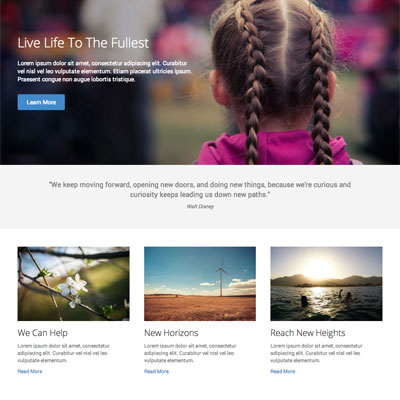 Live Life To The Fullest
Lorem ipsum dolor sit amet, consectetur adipiscing elit. Curabitur
vel nisl vel leo vulputate elementum. Etiam placerat ultricies ipsum.
Praesent congue non augue lobortis tristique.
Learn More
"We keep moving forward, opening new doors, and doing new things, because we're curious and
curiosity keeps leading us down new paths."
Walt Disney
We Can Help
Lorem ipsum dolor sit amet, consectetur
adipiscing elit. Curabitur vel nisl vel leo
vulputate elementum.
Read More
New Horizons
Lorem ipsum dolor sit amet, consectetur
adipiscing elit. Curabitur vel nisl vel leo
vulputate elementum.
Read More
Reach New Heights
Lorem ipsum dolor sit amet, consectetur
adipiscing elit. Curabitur vel nisl vel leo
vulputate elementum.
Read More